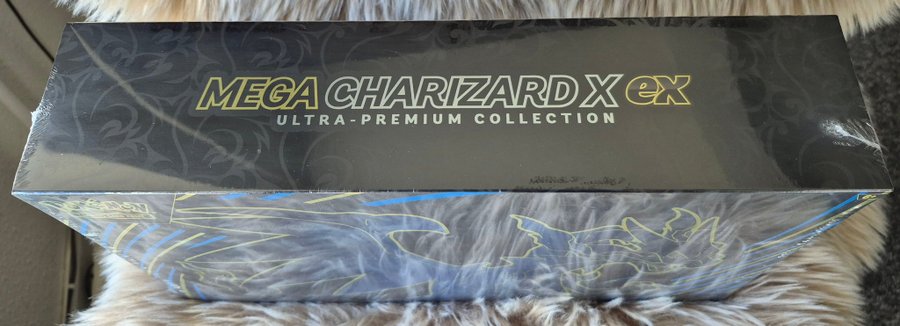 MEGA CHARIZARD X ex
ULTRA-PREMIUM COLLECTION